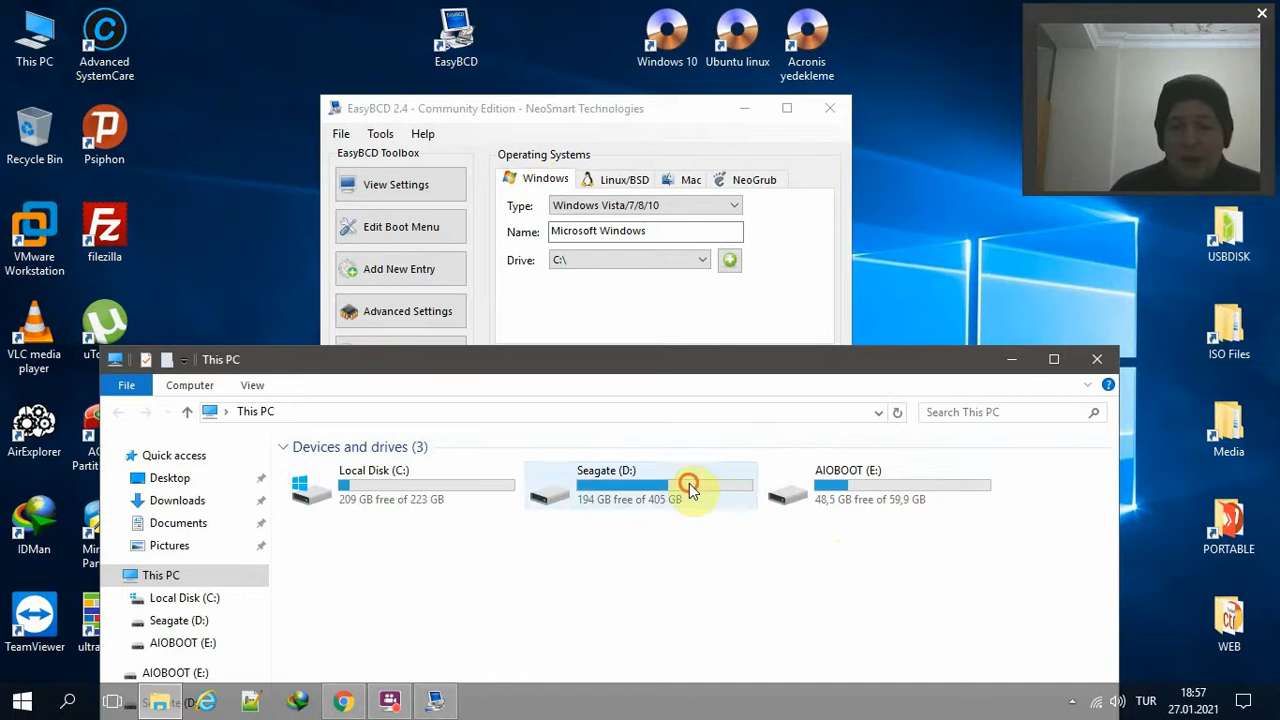 This PC
Advanced
SystemCare
EasyBCD
Windows 10
Ubuntu linux
Acronis
yedekleme
Recycle Bin
Psiphon
VMware
Workstation
filezilla
VLC media
player
AirExplorer
IDMan
TeamViewer
USBDISK
ISO Files
Media
PORTABLE
WEB
EasyBCD 2.4 - Community Edition - NeoSmart Technologies
File Tools Help
EasyBCD Toolbox
View Settings
Edit Boot Menu
Add New Entry
Advanced Settings
Operating Systems
Windows Linux/BSD Mac NeoGrub
Type: Windows Vista/7/8/10
Name: Microsoft Windows
Drive: C:\
This PC
File Computer View
This PC
Search This PC
Quick access
Desktop
Downloads
Documents
Pictures
This PC
Local Disk (C:)
Seagate (D:)
AIOBOOT (E:)
AIOBOOT (E:)
Devices and drives (3)
Local Disk (C:)
209 GB free of 223 GB
Seagate (D:)
194 GB free of 405 GB
AIOBOOT (E:)
48,5 GB free of 59,9 GB
TUR
18:57
27.01.2021